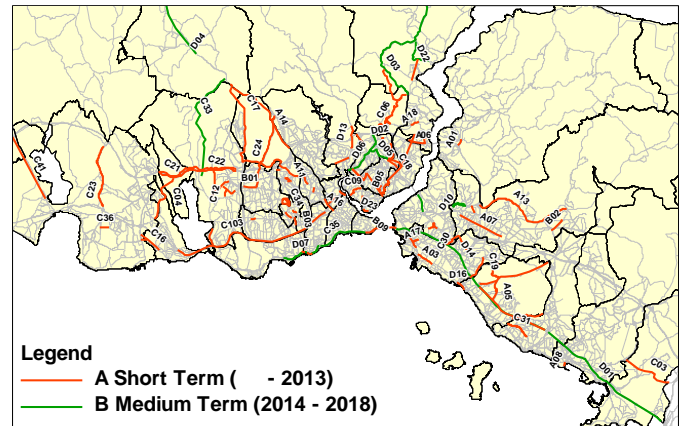 D04
D22
D03
C33
C17
C06
A14
A18
D13
D02
A06
A01
D06
D05
C24
C18
C21
C22
A11
C41
C23
B01
C09
B05
C04
C12
C34
D10
A13
D23
A16
B03
A07
B02
C36
C103
C35
B09
A17
C30
C16
D07
A03
D14
C19
D16
A05
C31
A08
D01
C03
Legend
A Short Term ( - 2013)
B Medium Term (2014 - 2018)